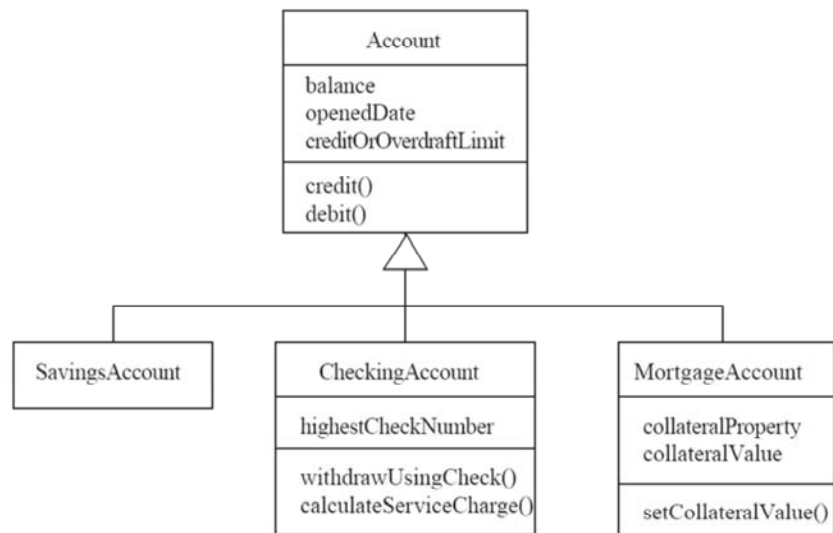 Account
balance
openedDate
creditOrOverdraftLimit
credit()
debit()
SavingsAccount
CheckingAccount
highestCheckNumber
withdrawUsingCheck()
calculateServiceCharge()
MortgageAccount
collateralProperty
collateralValue
setCollateralValue()